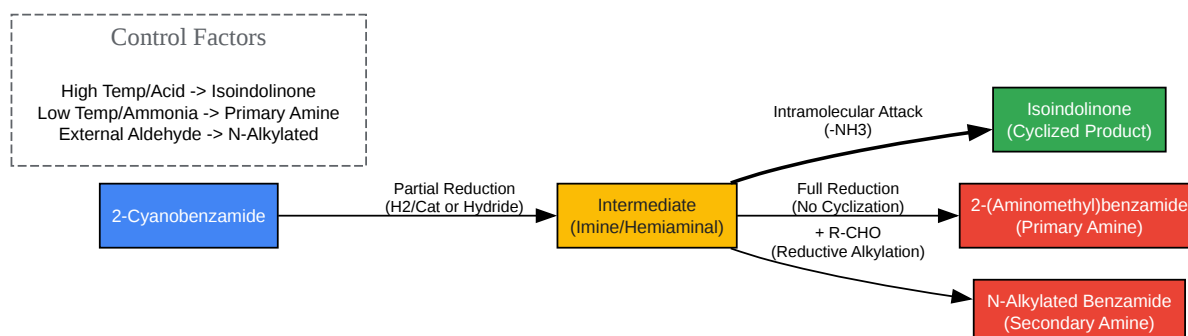 Control Factors
High Temp/Acid -> Isoindolinone
Low Temp/Ammonia -> Primary Amine
External Aldehyde -> N-Alkylated
2-Cyanobenzamide
Partial Reduction
(H2/Cat or Hydride)
Intermediate
(Imine/Hemiaminal)
Intramolecular Attack
(-NH3)
Isoindolinone
(Cyclized Product)
Full Reduction
(No Cyclization)
2-(Aminomethyl)benzamide
(Primary Amine)
+ R-CHO
(Reductive Alkylation)
N-Alkylated Benzamide
(Secondary Amine)